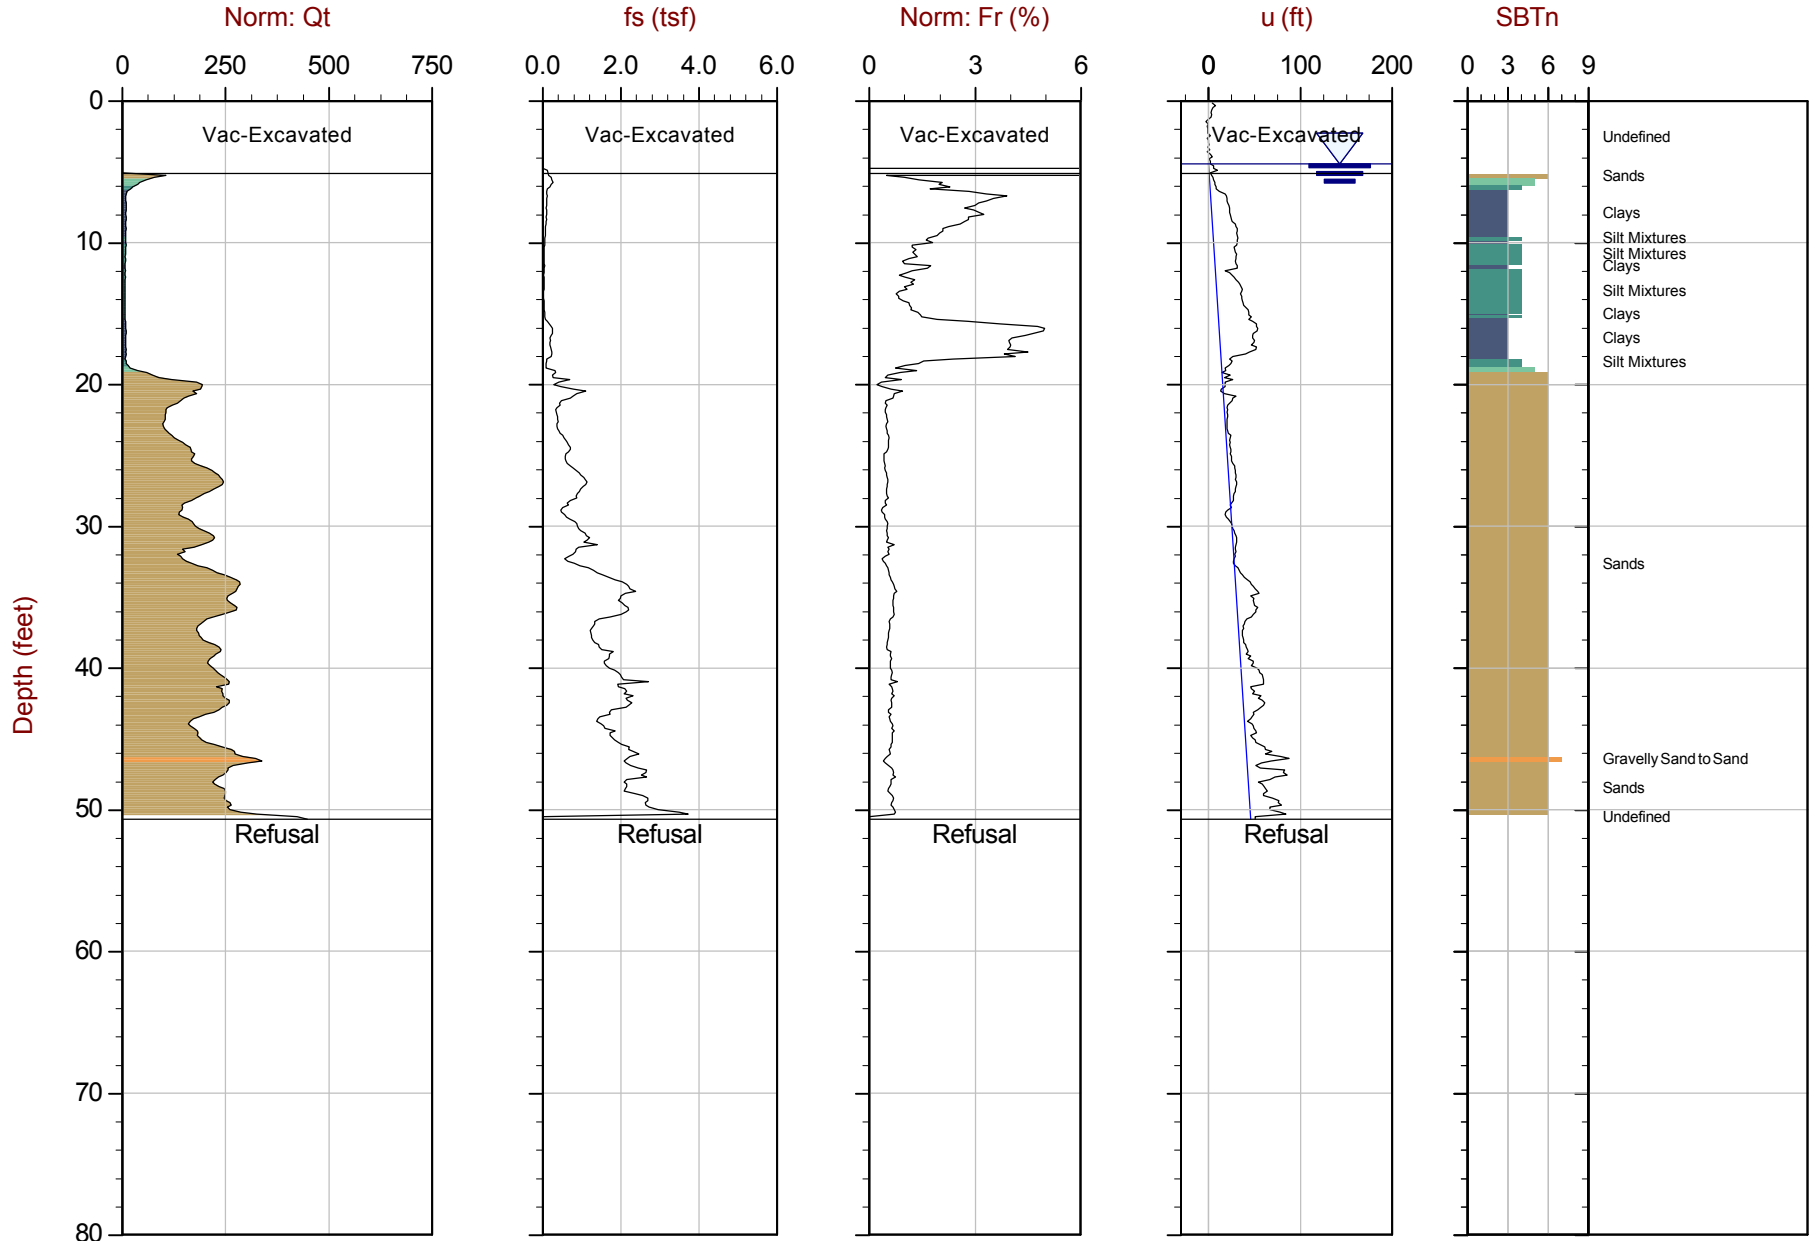 Norm: Qt fs (tsf) Norm: Fr (%) u (ft) SBTn
0 250 500 750 0.0 2.0 4.0 6.0 0 3 6 0 100 200 0 3 6 9
0
Vac-Excavated Vac-Excavated Vac-Excavated Vac-Excavated Undefined
Sands
Clays
Silt Mixtures
10
Silt Mixtures
Clays
Silt Mixtures
Clays
Clays
Silt Mixtures
20
30
Sands
40
Depth (feet)
Gravelly Sand to Sand
Sands
50
Undefined
Refusal Refusal Refusal Refusal
60
70
80